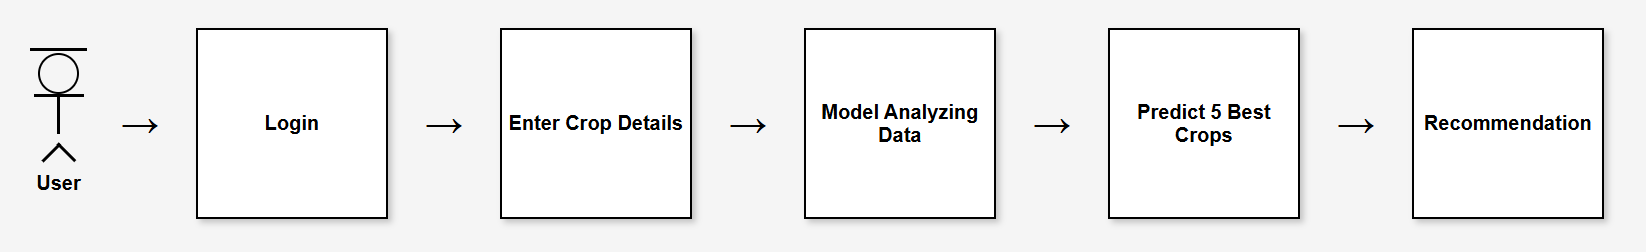 User
Login
Enter Crop Details
Model Analyzing
Data
Predict 5 Best
Crops
Recommendation